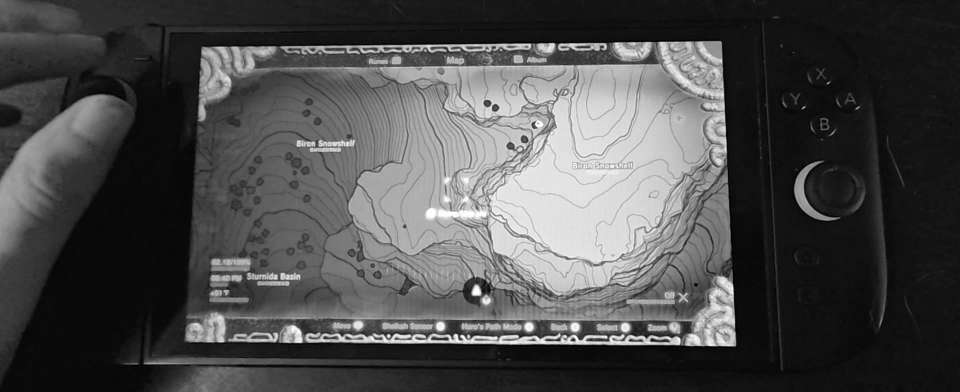 Runes Map Album
Biron Snowshelf
Biron Snowshelf
Sturnida Basin
Move Sheikah Sensor Hero's Path Mode Back Select Zoom
X
Y A
B